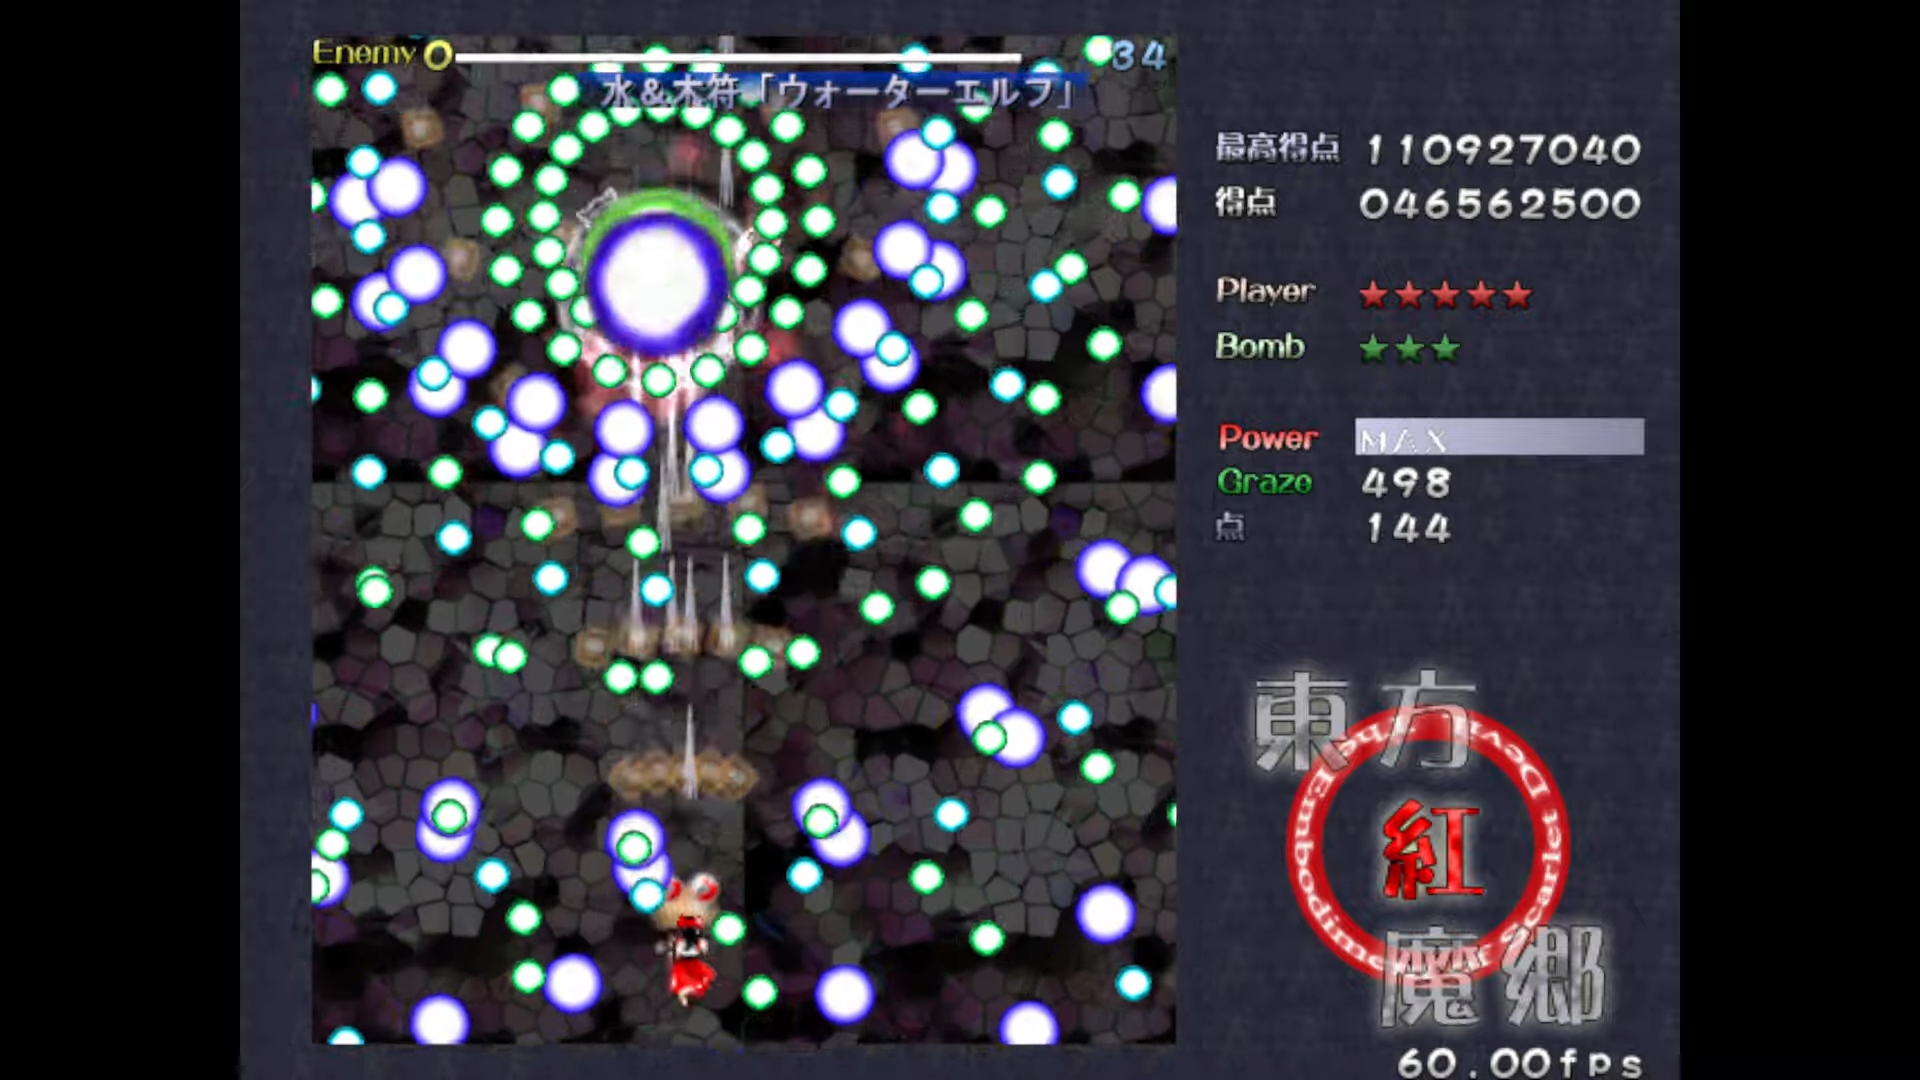 Enemy 0 34
水&木符「ウォーターエルフ」
最高得点 110927040
得点 046562500
Player ★★★★★
Bomb ★★★
Power MAX
Graze 498
点 144
東方
紅
魔郷
the Embodiment of Scarlet Devil
60.00fps